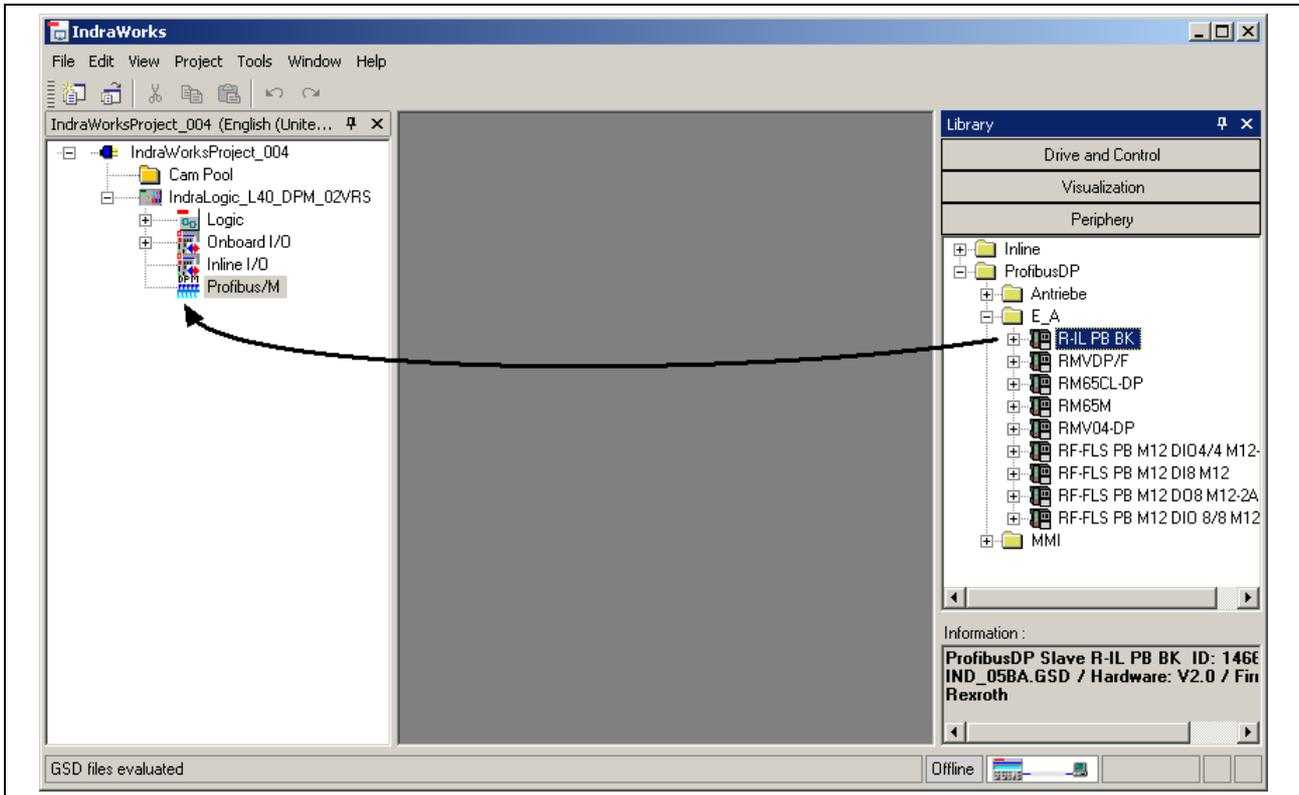 IndraWorks
File Edit View Project Tools Window Help
IndraWorksProject_004 (English (Unite...
IndraWorksProject_004
Cam Pool
IndraLogic_L40_DPM_02VRS
Logic
Onboard I/O
Inline I/O
DPM
Profibus/M
Library
Drive and Control
Visualization
Periphery
Inline
ProfibusDP
Antriebe
E_A
R-IL PB BK
RMVDP/F
RM65CL-DP
RM65M
RMV04-DP
RF-FLS PB M12 DIO4/4 M12-
RF-FLS PB M12 DI8 M12
RF-FLS PB M12 DO8 M12-2A
RF-FLS PB M12 DIO 8/8 M12
MMI
Information :
ProfibusDP Slave R-IL PB BK ID: 1466
IND_05BA.GSD / Hardware: V2.0 / Fir
Rexroth
GSD files evaluated
Offline